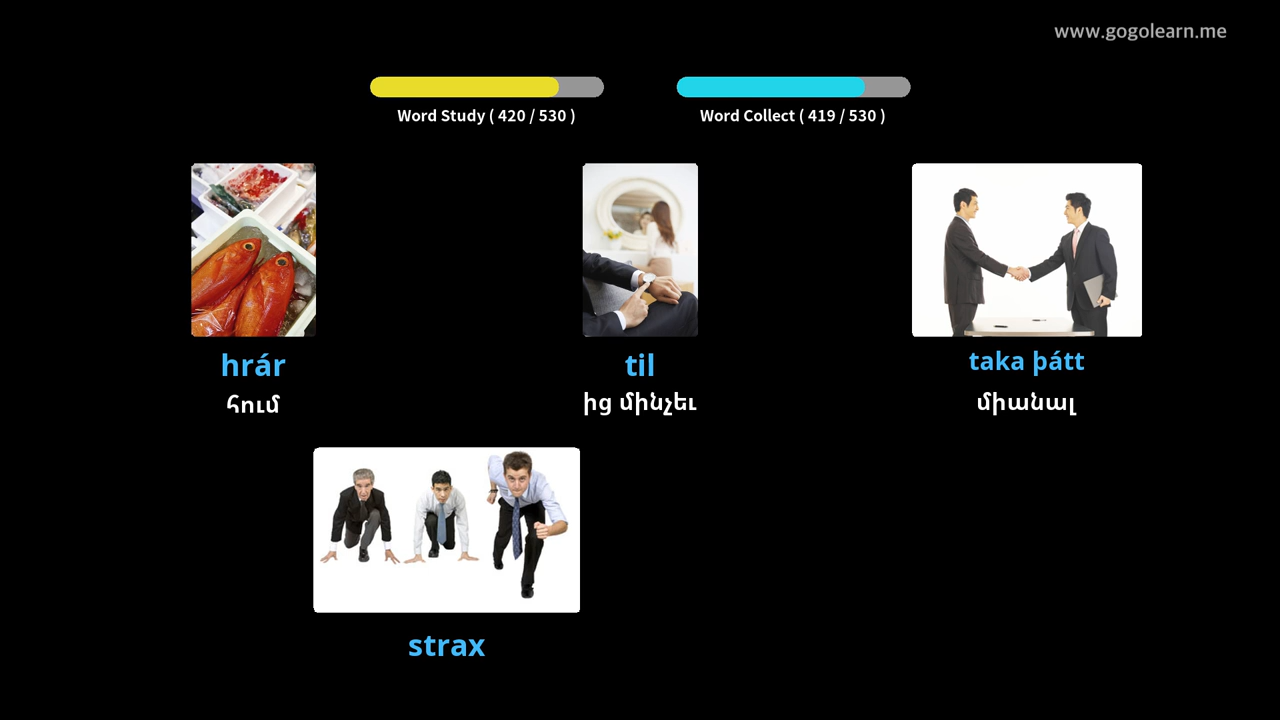 www.gogolearn.me
Word Study ( 420 / 530 )
Word Collect ( 419 / 530 )
hrár
til
taka þátt
հում
ից մինչեւ
միանալ
strax